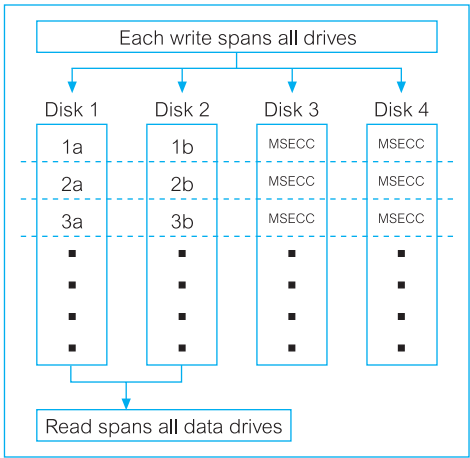 Each write spans all drives
Disk 1 Disk 2 Disk 3 Disk 4
1a 1b MSECC MSECC
2a 2b MSECC MSECC
3a 3b MSECC MSECC
Read spans all data drives